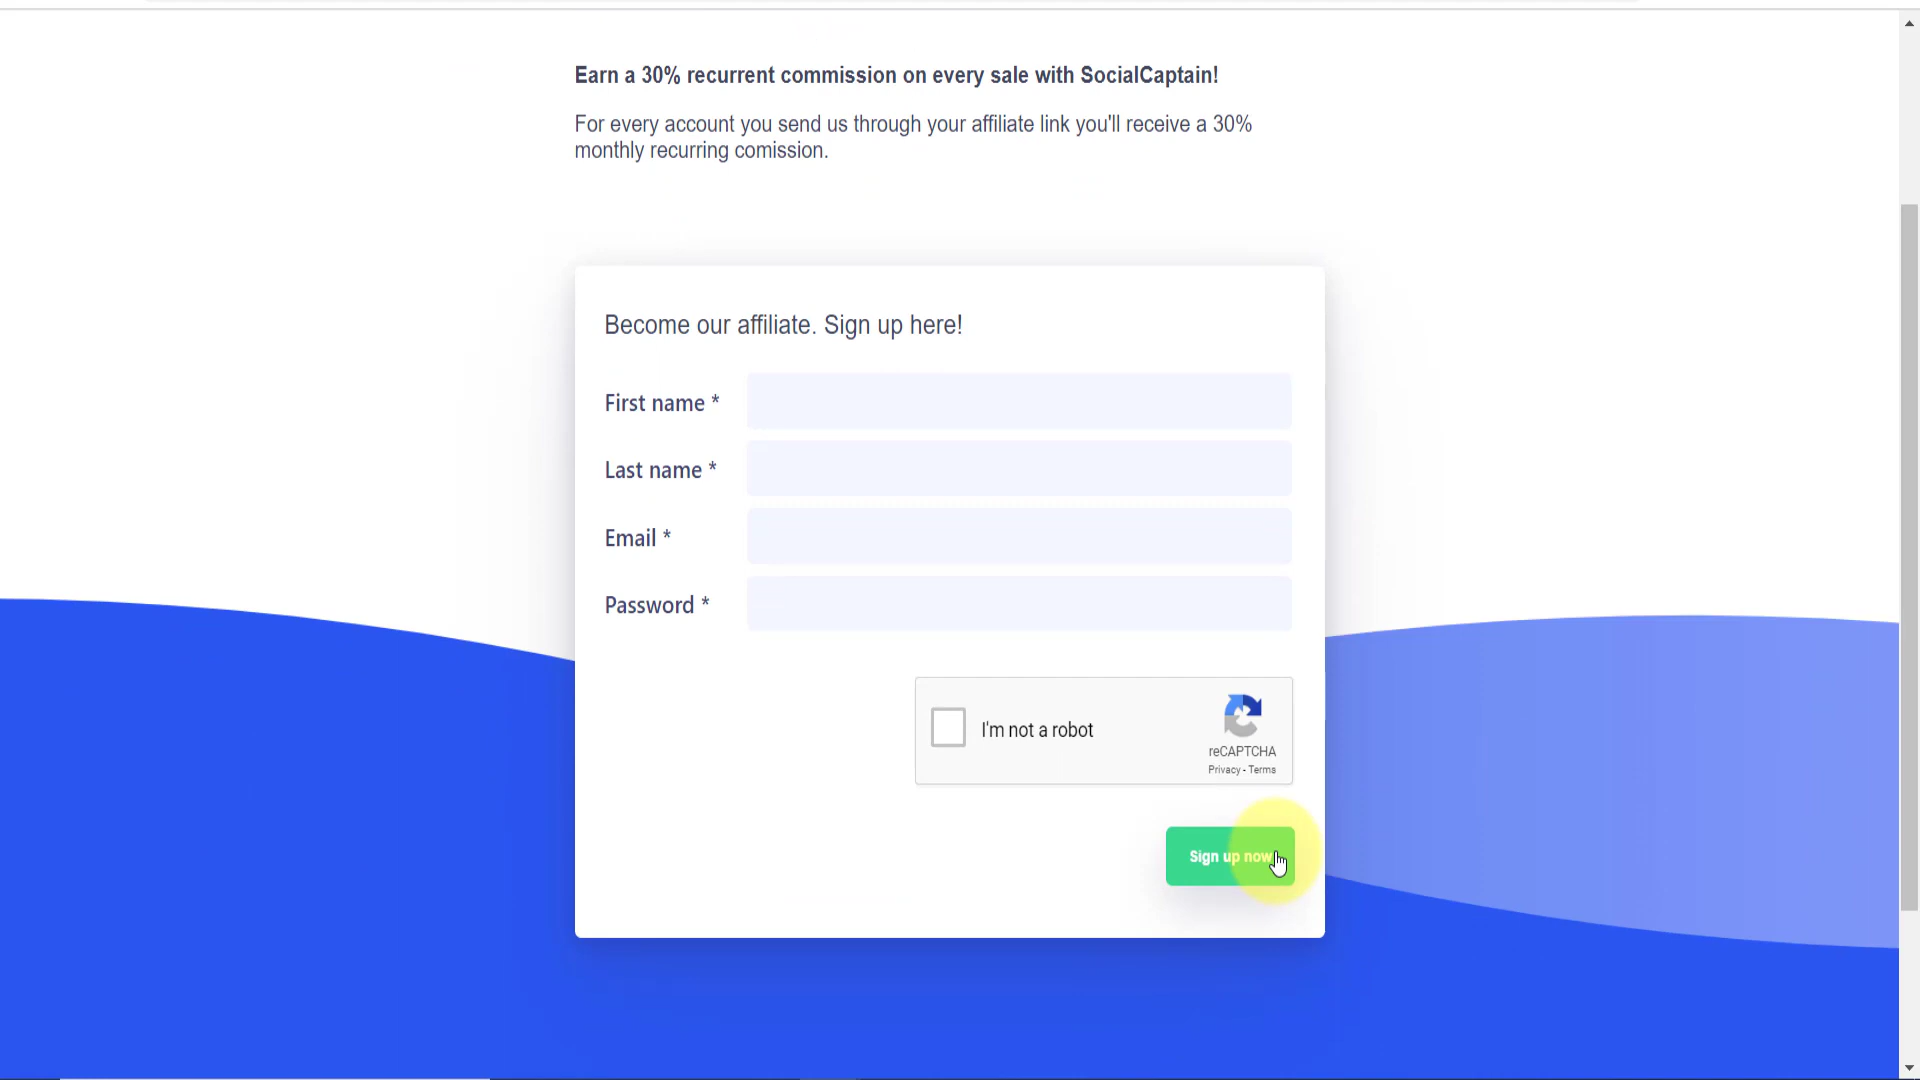 Earn a 30% recurrent commission on every sale with SocialCaptain!
For every account you send us through your affiliate link you'll receive a 30%
monthly recurring comission.
Become our affiliate. Sign up here!
First name *
Last name *
Email *
Password *
I'm not a robot
reCAPTCHA
Privacy - Terms
Sign up now